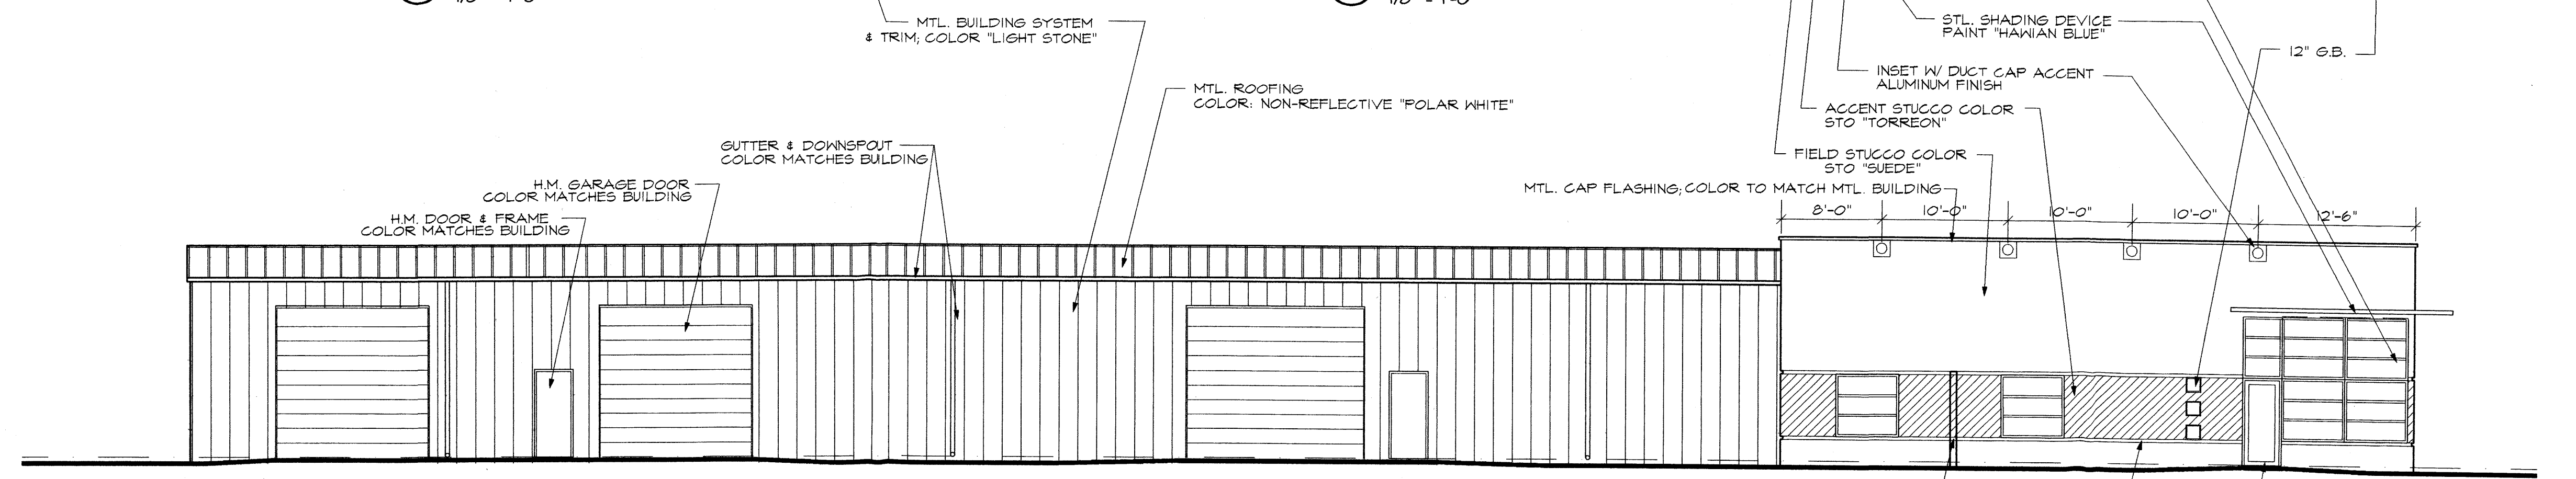 MTL. BUILDING SYSTEM
& TRIM; COLOR "LIGHT STONE"
STL. SHADING DEVICE
PAINT "HAWIAN BLUE"
12" G.B.
INSET W/ DUCT CAP ACCENT
ALUMINUM FINISH
MTL. ROOFING
COLOR: NON-REFLECTIVE "POLAR WHITE"
ACCENT STUCCO COLOR
STO "TORREON"
GUTTER & DOWNSPOUT
COLOR MATCHES BUILDING
FIELD STUCCO COLOR
STO "SUEDE"
H.M. GARAGE DOOR
COLOR MATCHES BUILDING
MTL. CAP FLASHING; COLOR TO MATCH MTL. BUILDING
H.M. DOOR & FRAME
COLOR MATCHES BUILDING
8'-0" 10'-0" 10'-0" 10'-0" 12'-6"